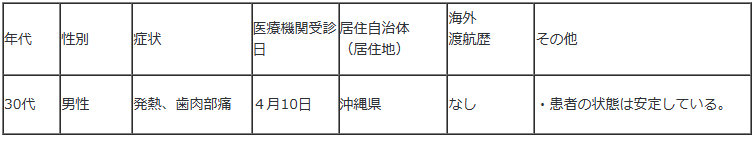 年代 性別 症状 医療機関受診日 居住自治体（居住地） 海外渡航歴 その他
30代 男性 発熱、歯肉部痛 ４月10日 沖縄県 なし ・患者の状態は安定している。